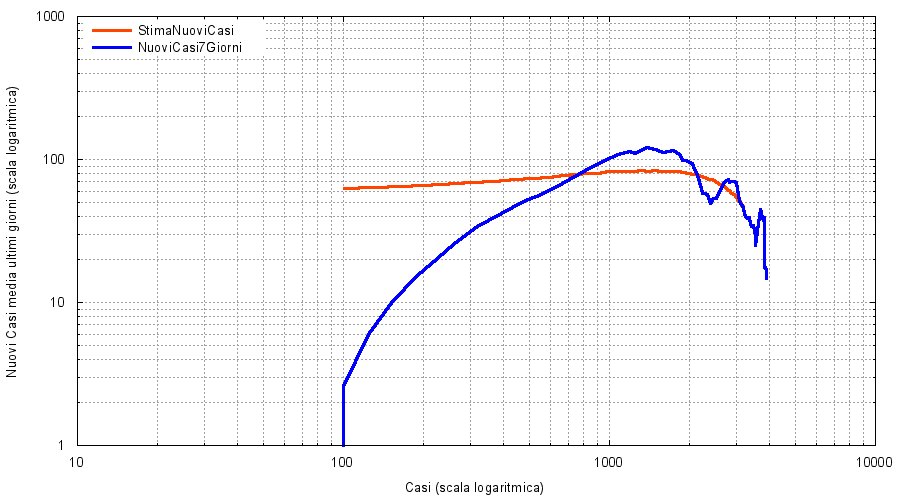 1000
StimaNuoviCasi
NuoviCasi7Giorni
100
10
1
Nuovi Casi media ultimi giorni (scala logaritmica)
10
100
1000
10000
Casi (scala logaritmica)